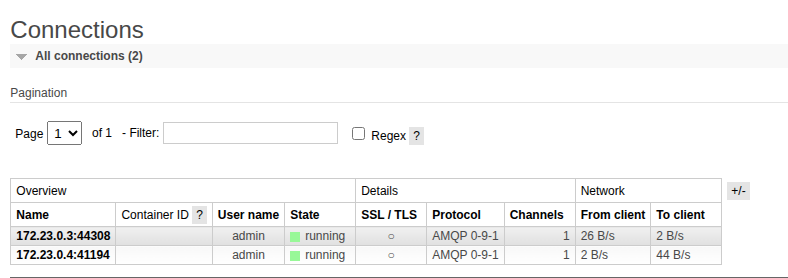 Connections
All connections (2)
Pagination
Page 1 of 1 - Filter: Regex ?
Overview Details Network +/-
Name Container ID ? User name State SSL / TLS Protocol Channels From client To client
172.23.0.3:44308 admin running ○ AMQP 0-9-1 1 26 B/s 2 B/s
172.23.0.4:41194 admin running ○ AMQP 0-9-1 1 2 B/s 44 B/s